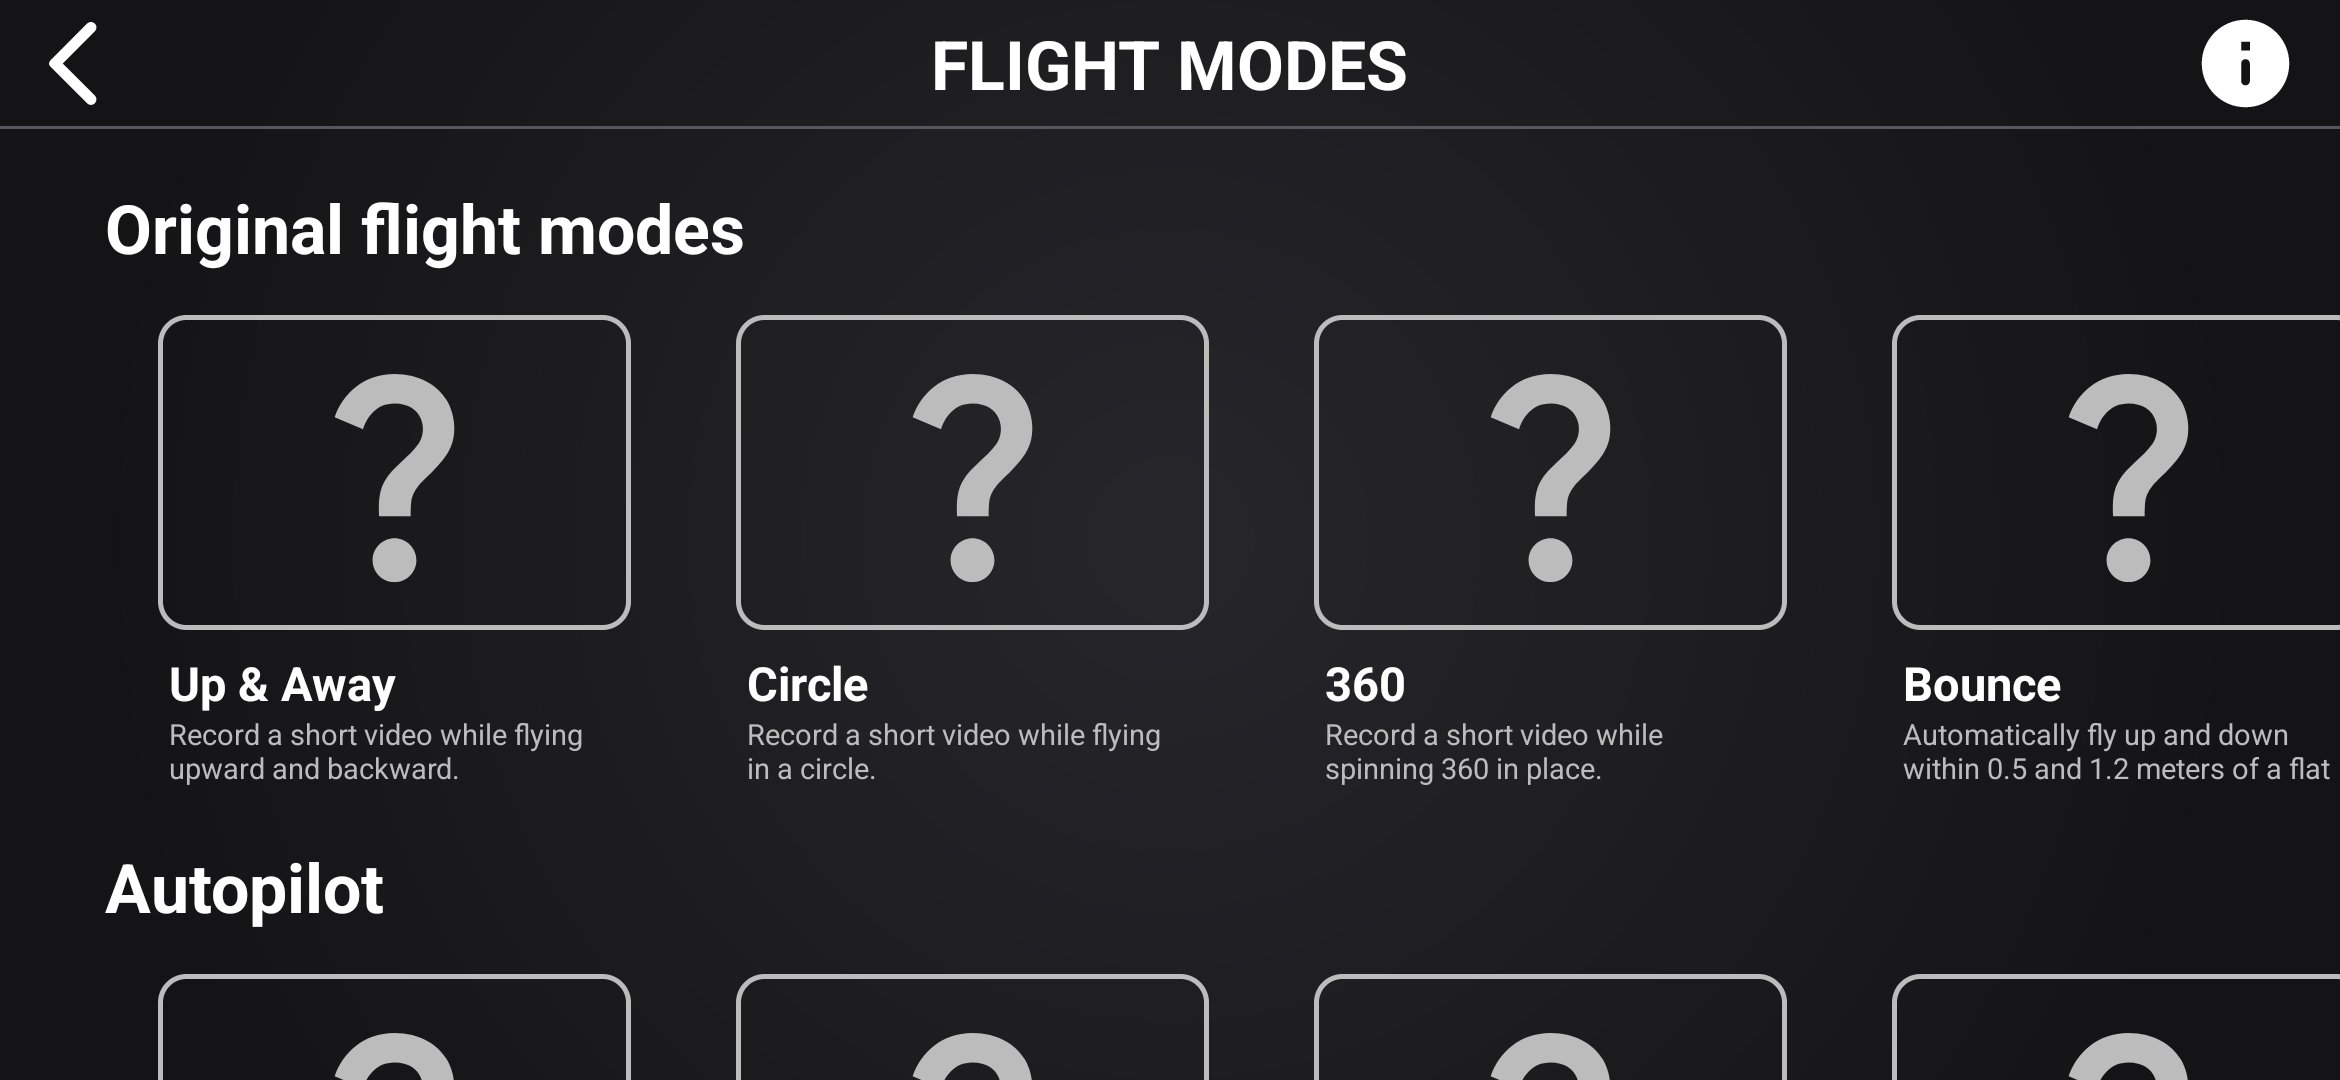 FLIGHT MODES
Original flight modes
?
?
?
?
Up & Away
Record a short video while flying
upward and backward.
Circle
Record a short video while flying
in a circle.
360
Record a short video while
spinning 360 in place.
Bounce
Automatically fly up and down
within 0.5 and 1.2 meters of a flat
Autopilot
?
?
?
?